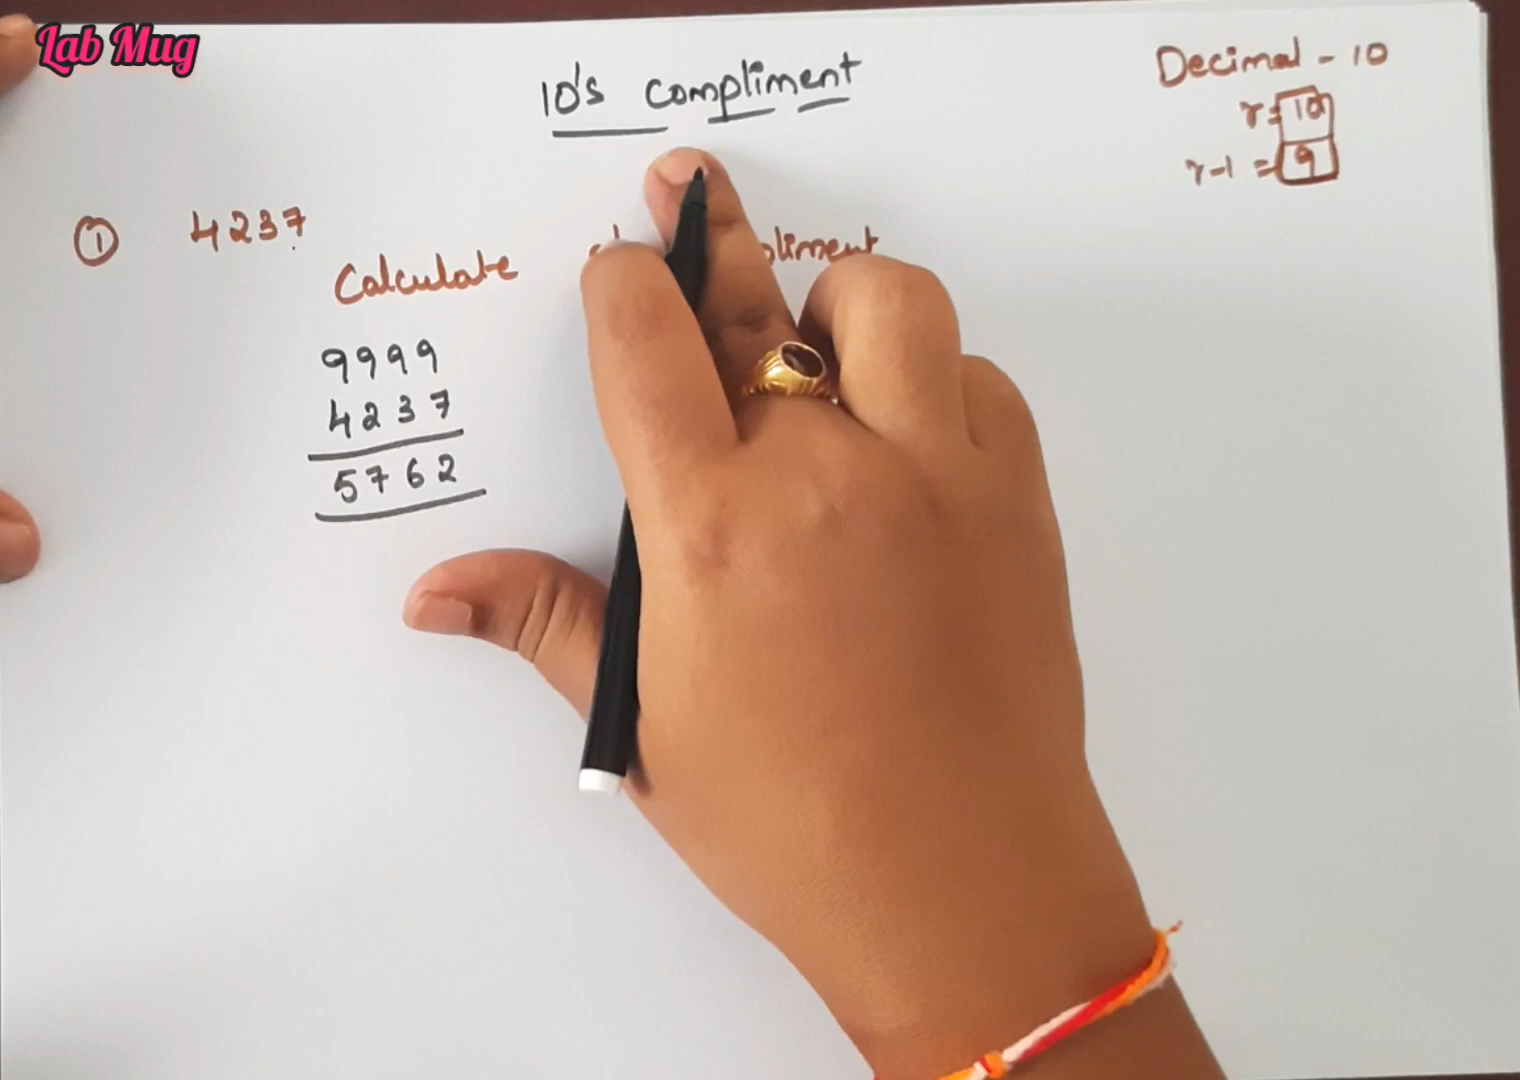 Lab Mug
10's compliment
Decimal - 10
r = 10
r-1 = 9
① 4237
Calculate
9999
4237
5762